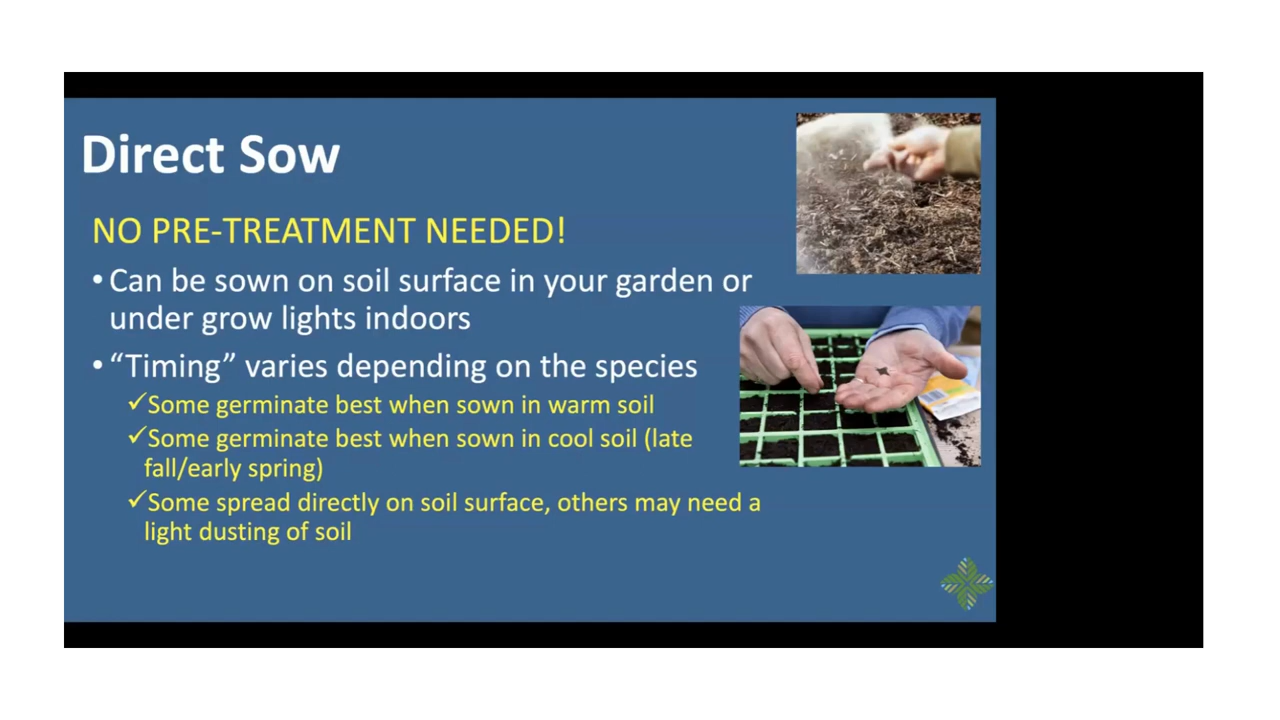 Direct Sow
NO PRE-TREATMENT NEEDED!
• Can be sown on soil surface in your garden or
under grow lights indoors
• “Timing” varies depending on the species
✓Some germinate best when sown in warm soil
✓Some germinate best when sown in cool soil (late
fall/early spring)
✓Some spread directly on soil surface, others may need a
light dusting of soil